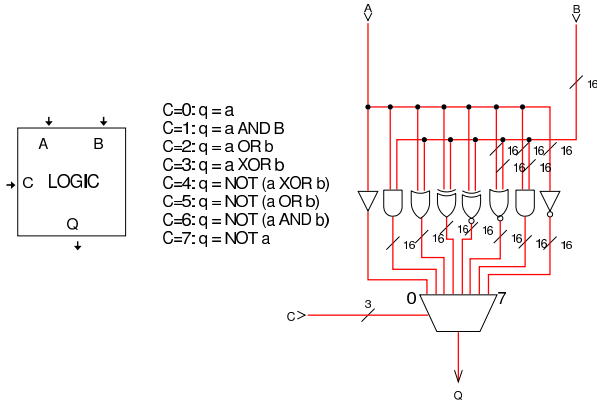 A
B
16
C=0: q = a
C=1: q = a AND B
C=2: q = a OR b
C=3: q = a XOR b
C=4: q = NOT (a XOR b)
C=5: q = NOT (a OR b)
C=6: q = NOT (a AND b)
C=7: q = NOT a
A B
C LOGIC
Q
16 16 16
16 16
16 16 16 16 16 16 16
0 7
3
C
Q